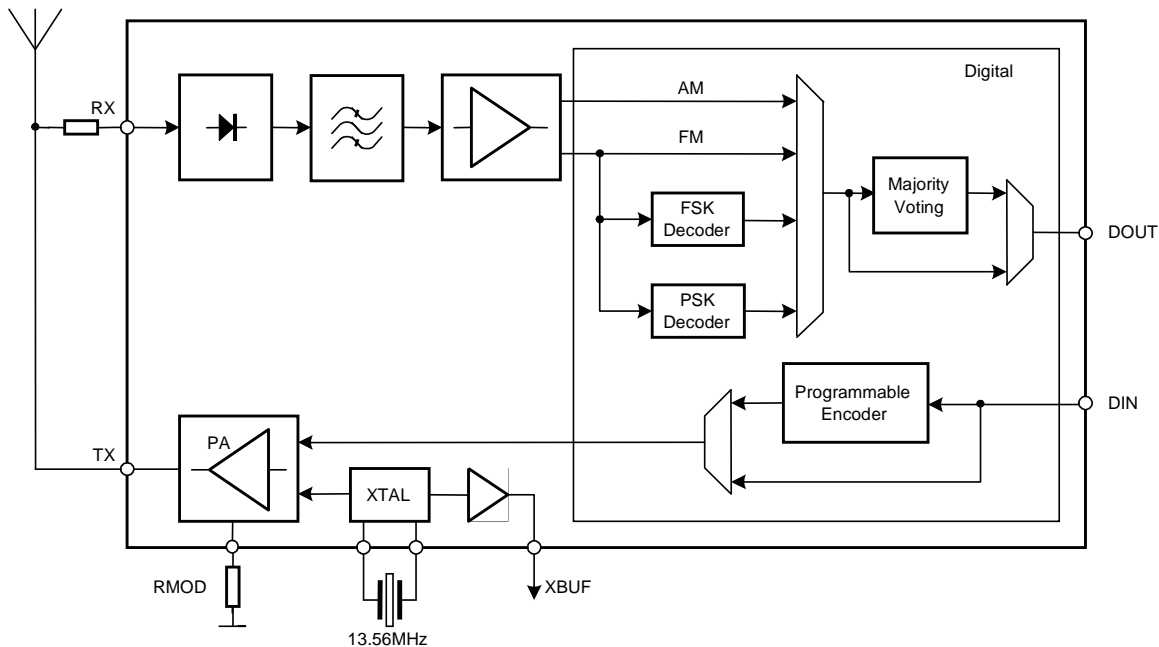 Digital
AM
RX
FM
Majority
Voting
FSK
Decoder
DOUT
PSK
Decoder
Programmable
Encoder
DIN
PA
TX
XTAL
RMOD
XBUF
13.56MHz